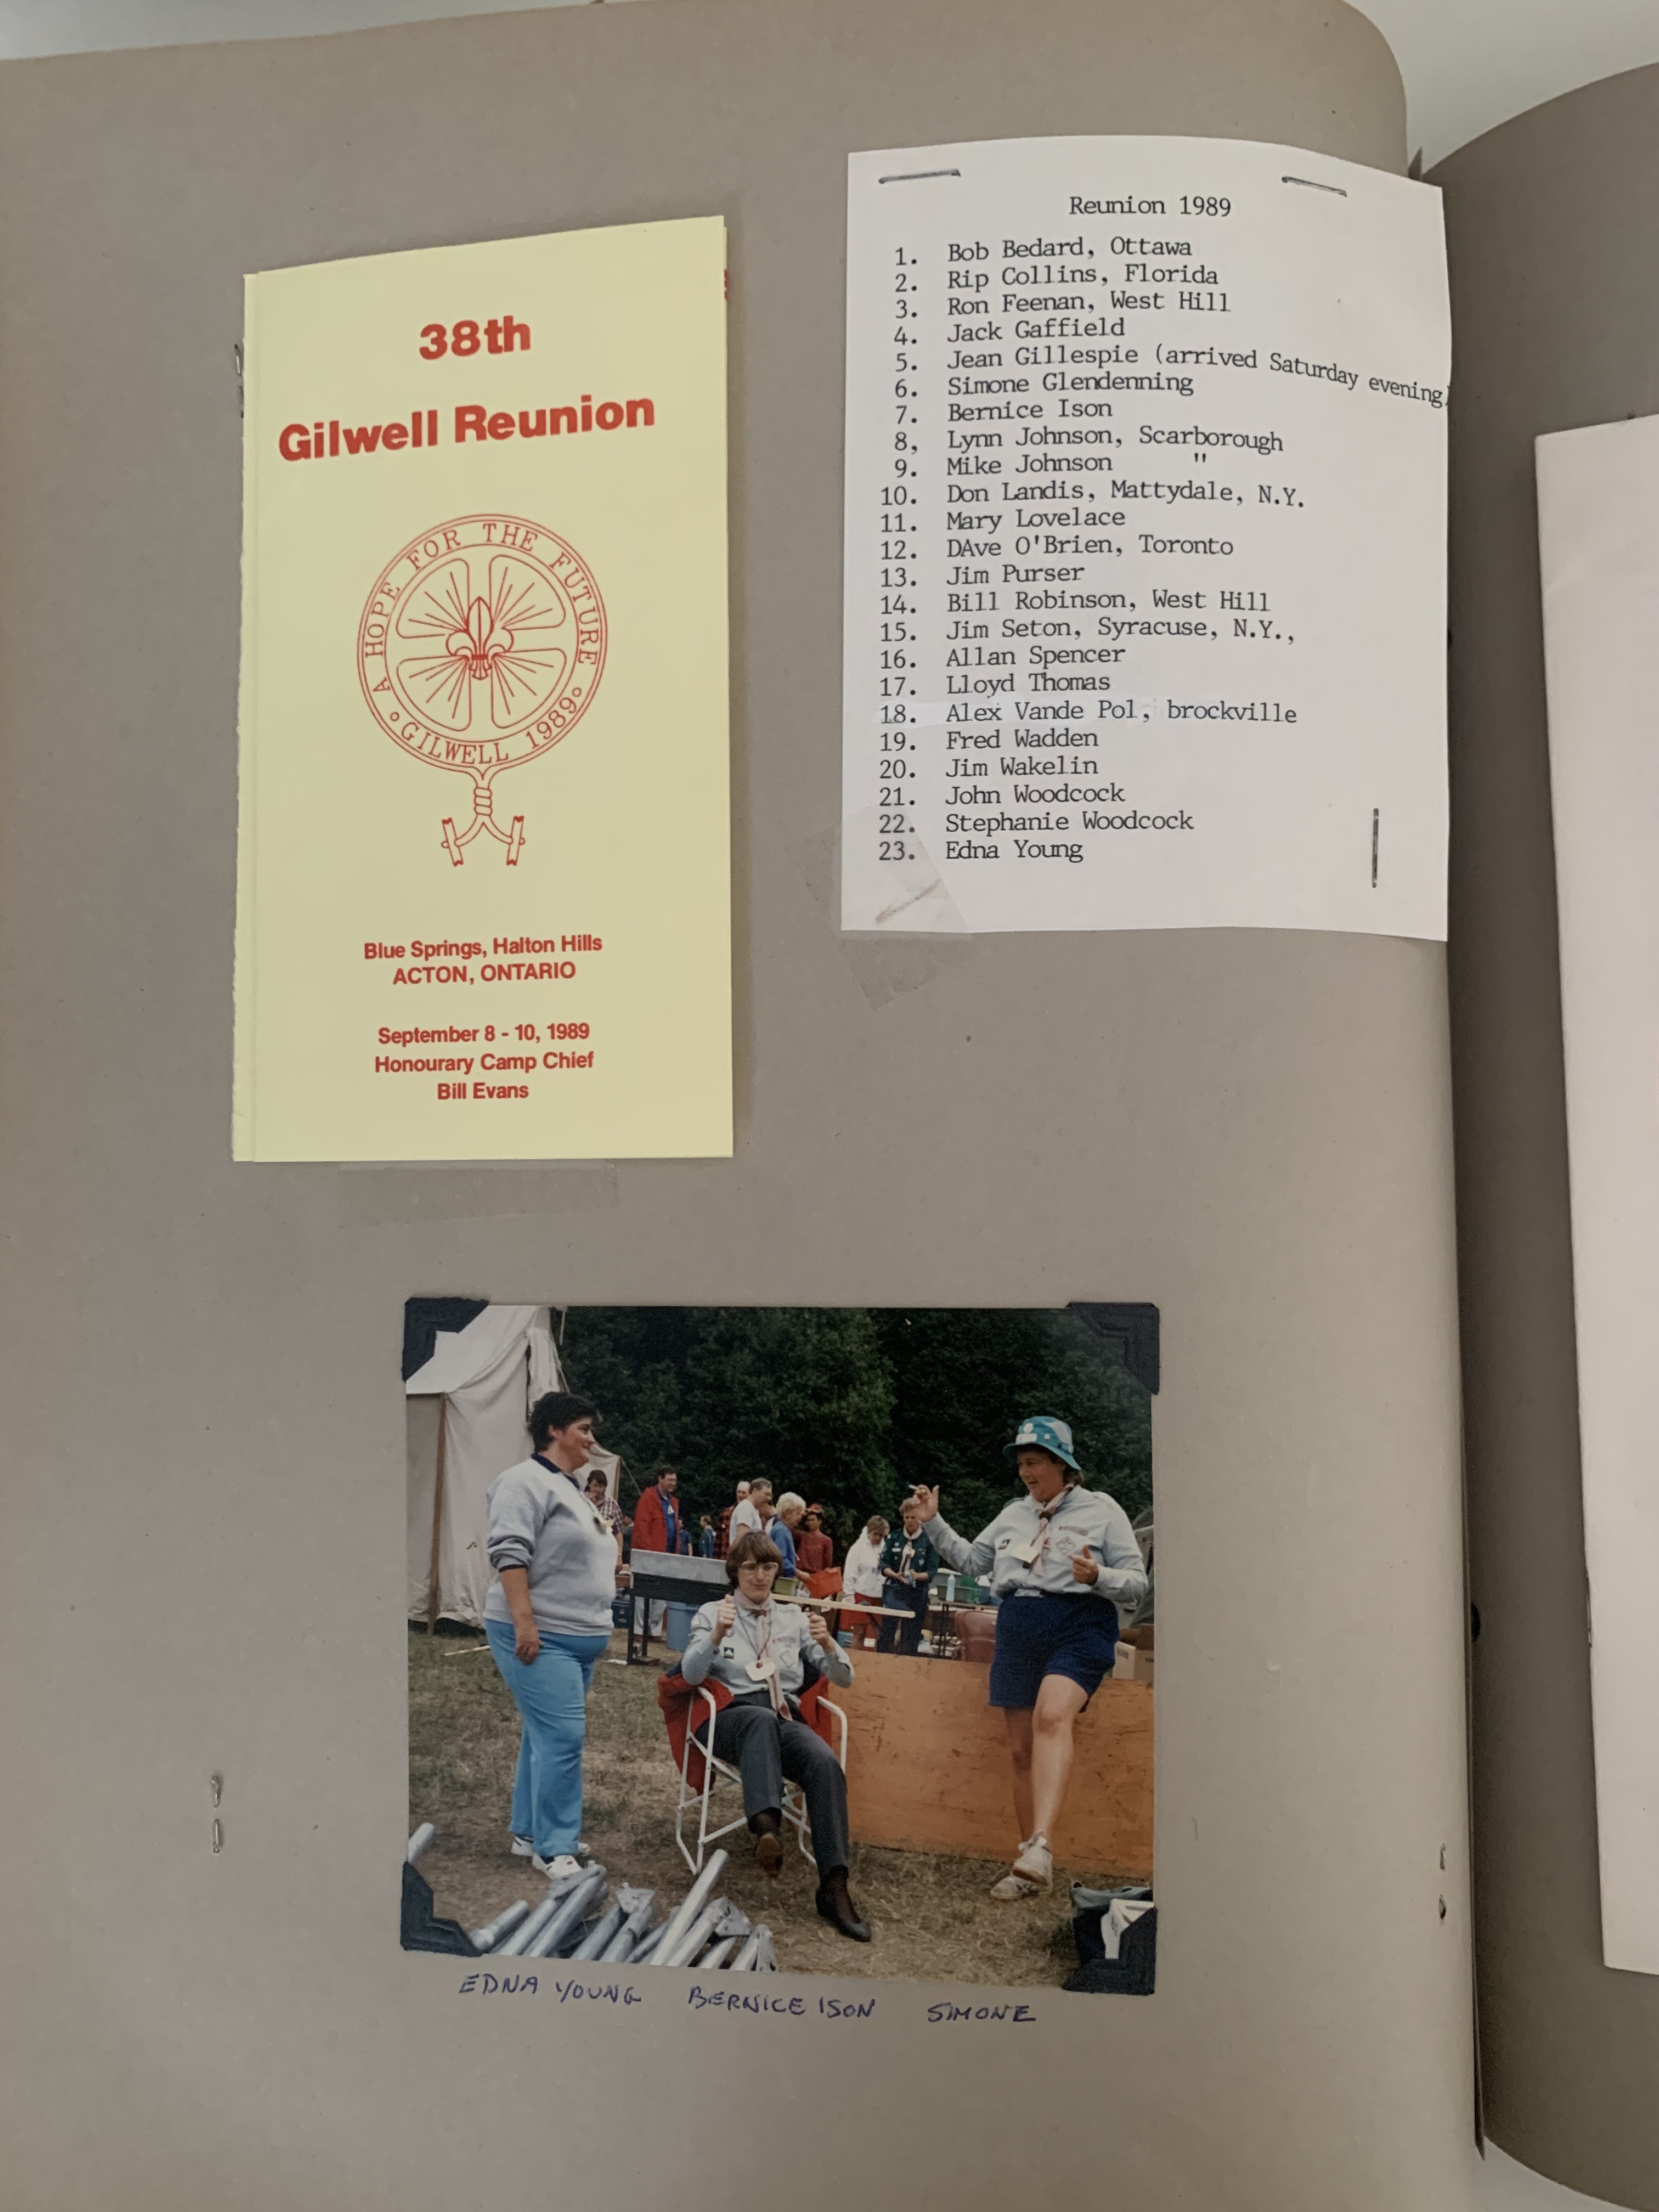 38th
Gilwell Reunion
A HOPE FOR THE FUTURE
GILWELL 1989
Blue Springs, Halton Hills
ACTON, ONTARIO
September 8 - 10, 1989
Honourary Camp Chief
Bill Evans
Reunion 1989
1. Bob Bedard, Ottawa
2. Rip Collins, Florida
3. Ron Feenan, West Hill
4. Jack Gaffield
5. Jean Gillespie (arrived Saturday evening)
6. Simone Glendenning
7. Bernice Ison
8, Lynn Johnson, Scarborough
9. Mike Johnson "
10. Don Landis, Mattydale, N.Y.
11. Mary Lovelace
12. DAve O'Brien, Toronto
13. Jim Purser
14. Bill Robinson, West Hill
15. Jim Seton, Syracuse, N.Y.,
16. Allan Spencer
17. Lloyd Thomas
18. Alex Vande Pol, brockville
19. Fred Wadden
20. Jim Wakelin
21. John Woodcock
22. Stephanie Woodcock
23. Edna Young
EDNA YOUNG BERNICE ISON SIMONE